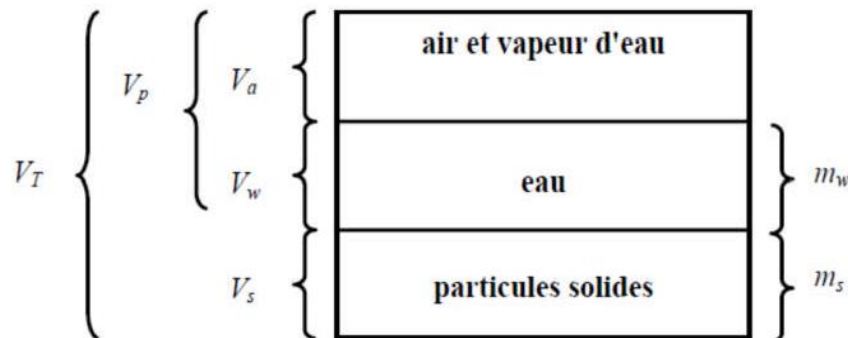 air et vapeur d'eau
V_p
V_a
V_T
V_w
eau
m_w
V_s
particules solides
m_s